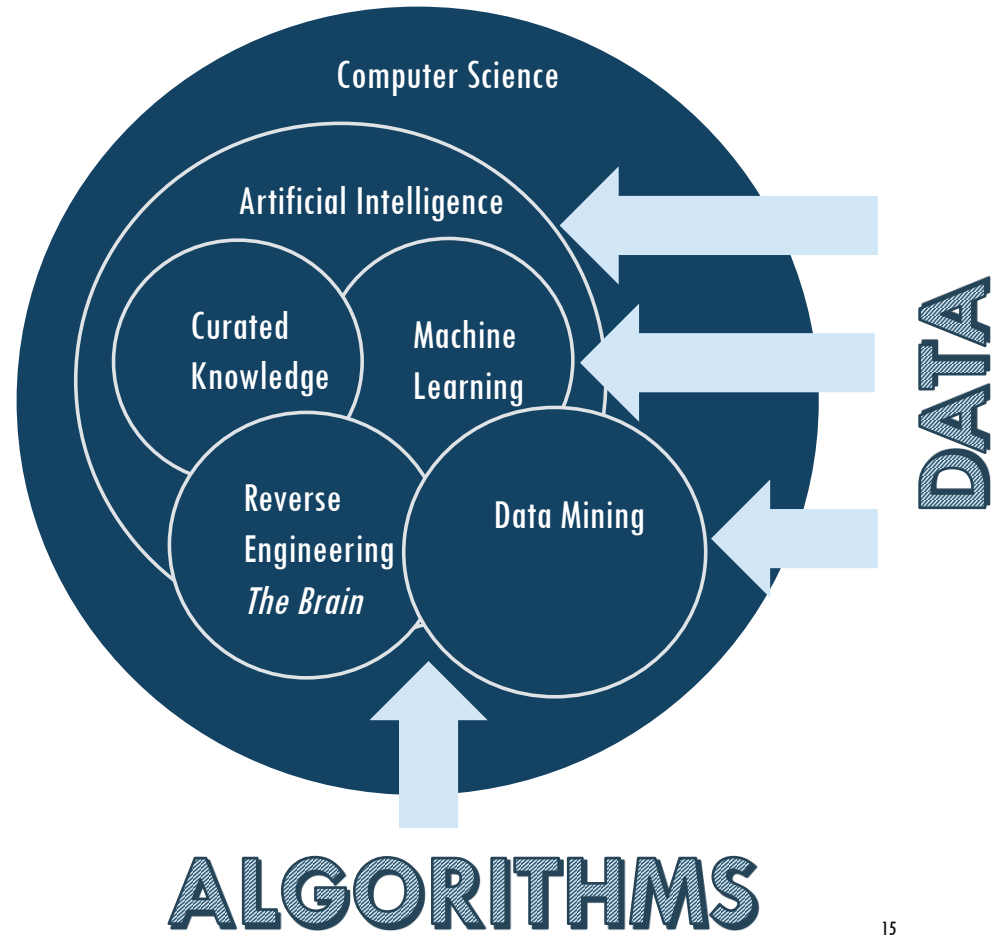 Computer Science
Artificial Intelligence
Curated
Knowledge
Machine
Learning
Reverse
Engineering
The Brain
Data Mining
DATA
ALGORITHMS
15